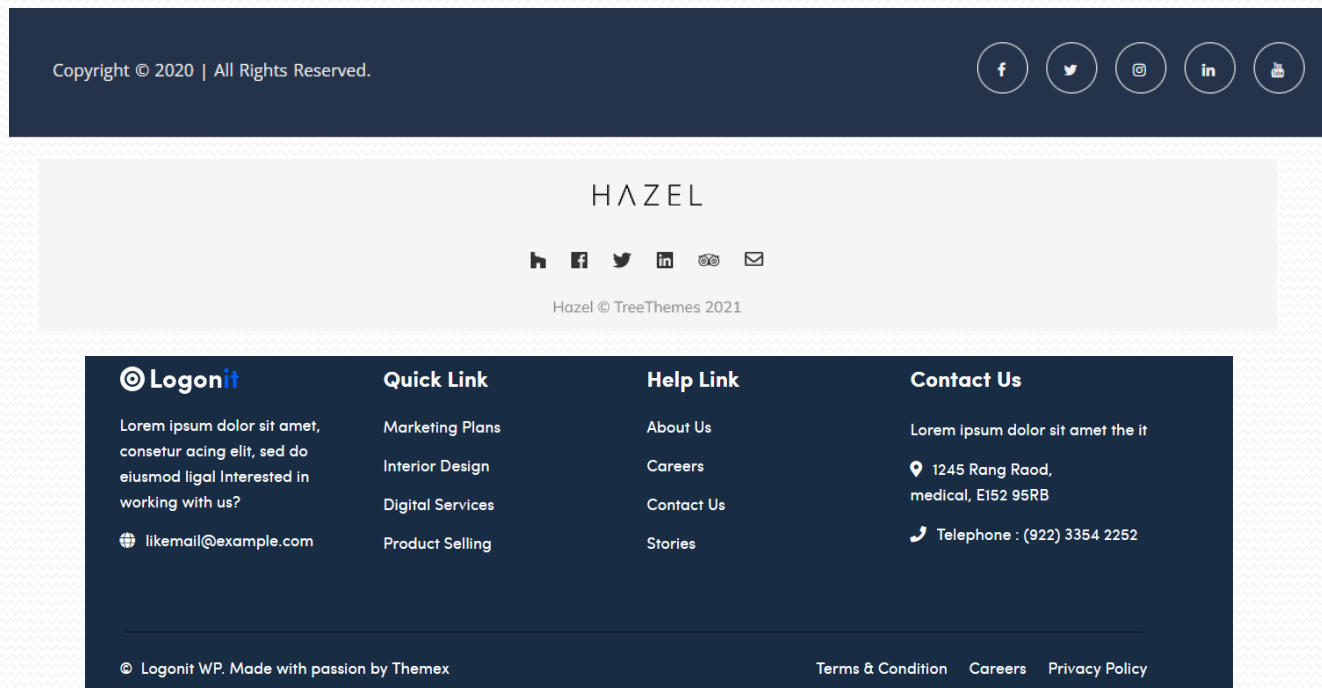 Copyright © 2020 | All Rights Reserved.
HAZEL
Hazel © TreeThemes 2021
Logonit
Lorem ipsum dolor sit amet,
consetur acing elit, sed do
eiusmod ligal Interested in
working with us?
likemail@example.com
Quick Link
Marketing Plans
Interior Design
Digital Services
Product Selling
Help Link
About Us
Careers
Contact Us
Stories
Contact Us
Lorem ipsum dolor sit amet the it
1245 Rang Raod,
medical, E152 95RB
Telephone : (922) 3354 2252
© Logonit WP. Made with passion by Themex
Terms & Condition Careers Privacy Policy